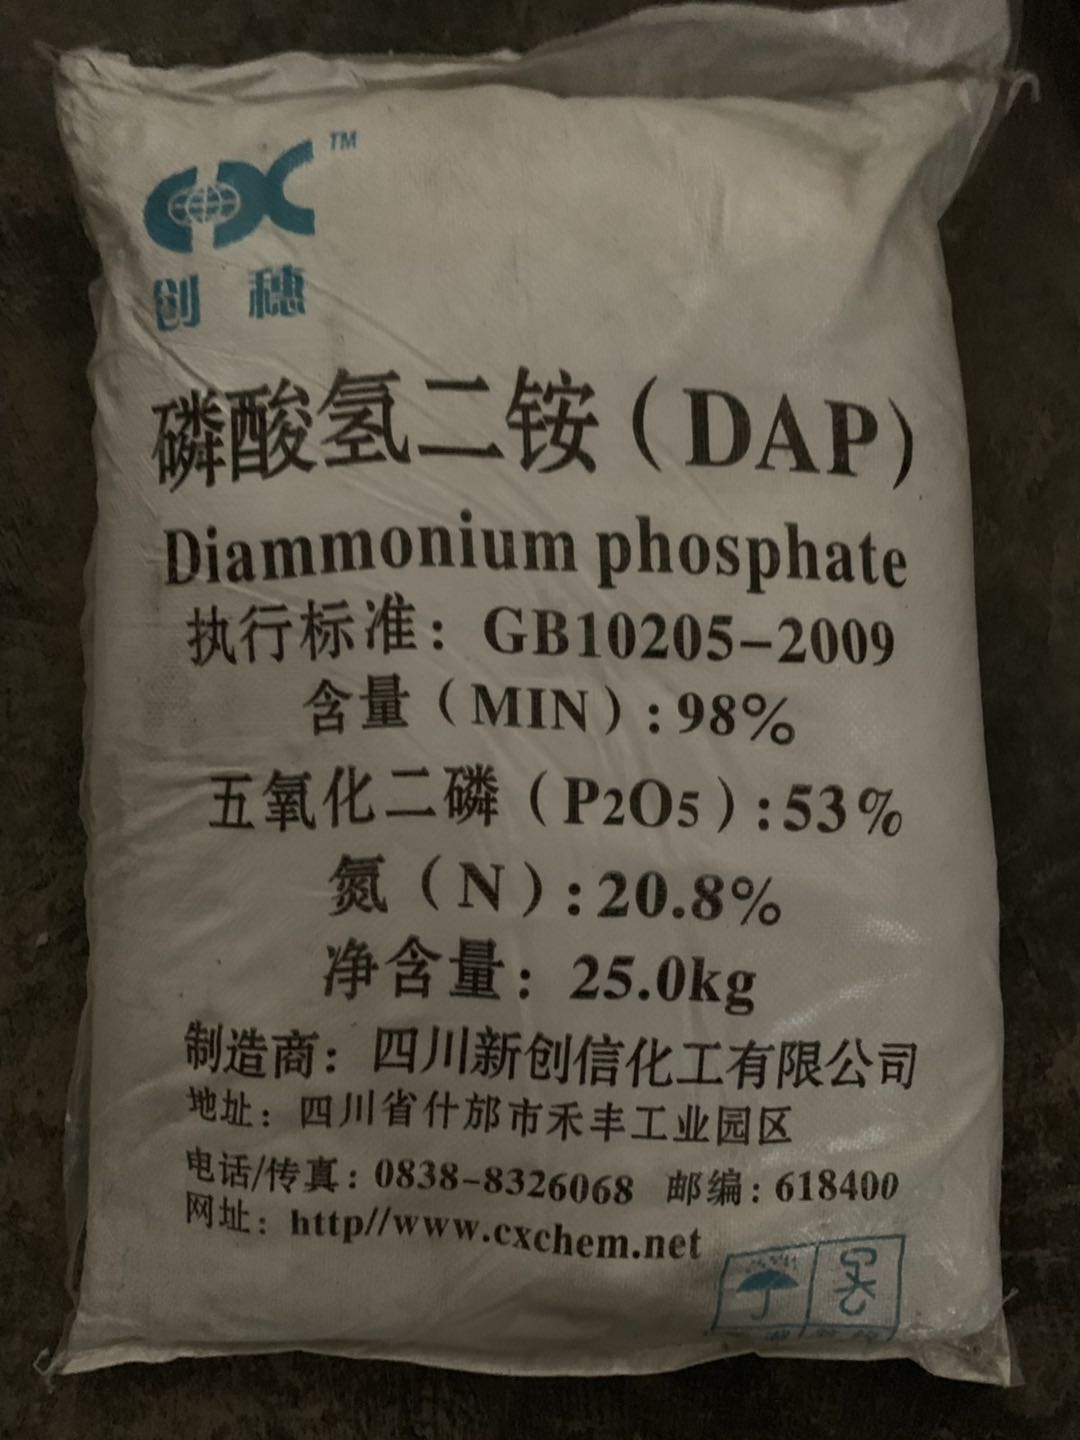 CX™
创 穗
磷酸氢二铵(DAP)
Diammonium phosphate
执行标准: GB10205-2009
含量(MIN):98%
五氧化二磷(P2O5):53%
氮(N):20.8%
净含量: 25.0kg
制造商: 四川新创信化工有限公司
地址: 四川省什邡市禾丰工业园区
电话/传真: 0838-8326068 邮编: 618400
网址: http//www.cxchem.net